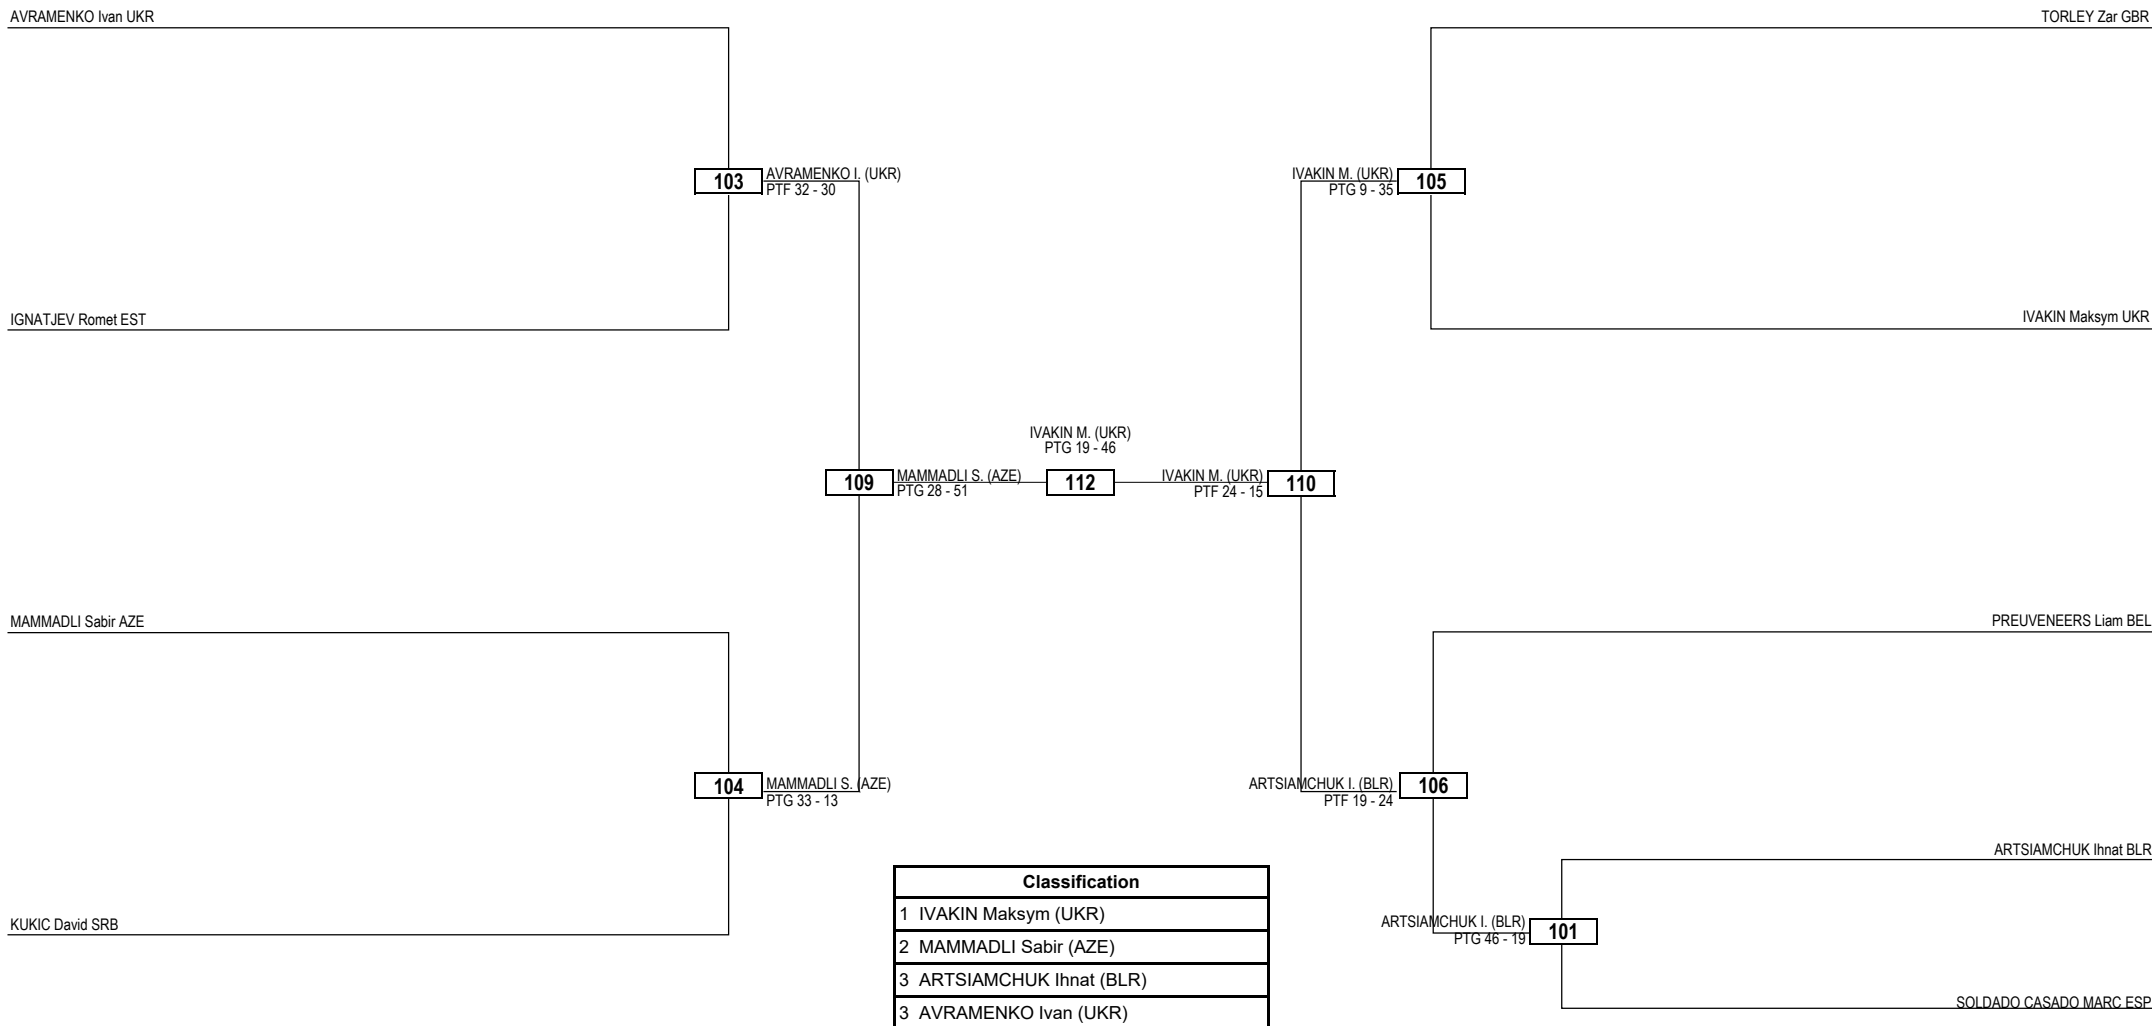 AVRAMENKO Ivan UKR
TORLEY Zar GBR
103
AVRAMENKO I. (UKR)
PTF 32 - 30
IVAKIN M. (UKR)
PTG 9 - 35
105
IGNATJEV Romet EST
IVAKIN Maksym UKR
IVAKIN M. (UKR)
PTG 19 - 46
109
MAMMADLI S. (AZE)
PTG 28 - 51
112
IVAKIN M. (UKR)
PTF 24 - 15
110
MAMMADLI Sabir AZE
PREUVENEERS Liam BEL
104
MAMMADLI S. (AZE)
PTG 33 - 13
ARTSIAMCHUK I. (BLR)
PTF 19 - 24
106
ARTSIAMCHUK Ihnat BLR
KUKIC David SRB
ARTSIAMCHUK I. (BLR)
PTG 46 - 19
101
SOLDADO CASADO MARC ESP
Classification
1 IVAKIN Maksym (UKR)
2 MAMMADLI Sabir (AZE)
3 ARTSIAMCHUK Ihnat (BLR)
3 AVRAMENKO Ivan (UKR)